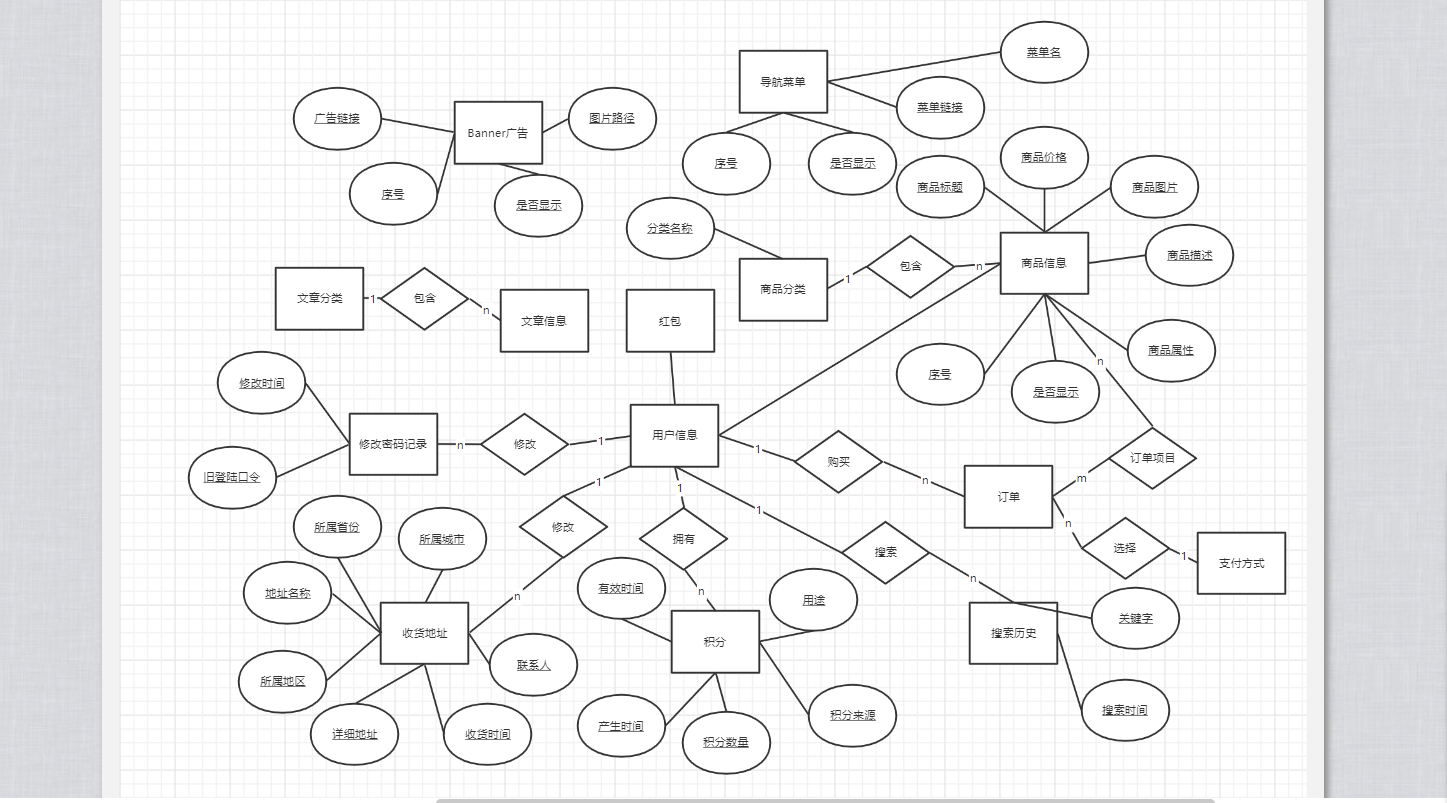 菜单名
导航菜单
菜单链接
广告链接
Banner广告
图片路径
序号
是否显示
商品价格
商品标题
商品图片
序号
是否显示
分类名称
商品信息
商品描述
商品分类
1
包含
n
文章分类
1
包含
n
文章信息
红包
商品属性
n
序号
是否显示
修改时间
修改密码记录
n
修改
1
用户信息
1
购买
n
订单
m
订单项目
旧登陆口令
1
1
1
n
选择
1
支付方式
所属省份
所属城市
修改
拥有
搜索
n
地址名称
n
有效时间
n
用途
关键字
收货地址
积分
搜索历史
联系人
所属地区
详细地址
收货时间
产生时间
积分数量
积分来源
搜索时间